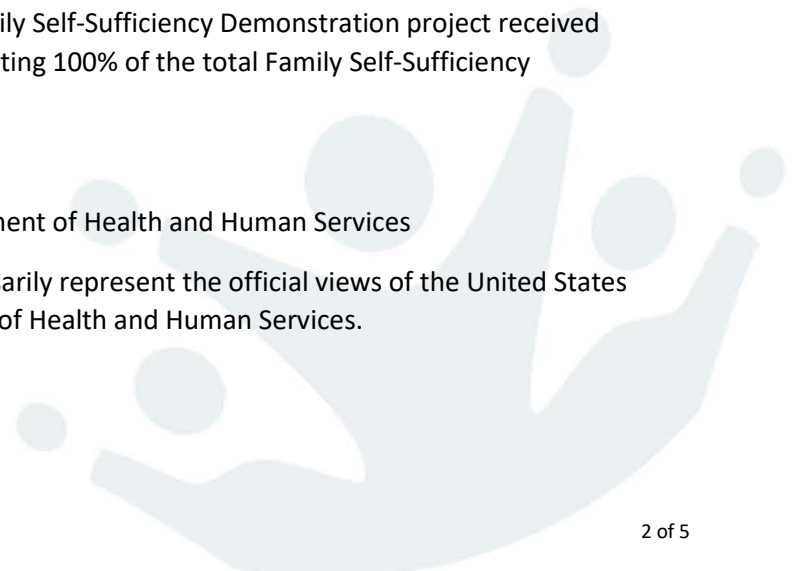 ily Self-Sufficiency Demonstration project received
ting 100% of the total Family Self-Sufficiency
ent of Health and Human Services
arily represent the official views of the United States
of Health and Human Services.
2 of 5